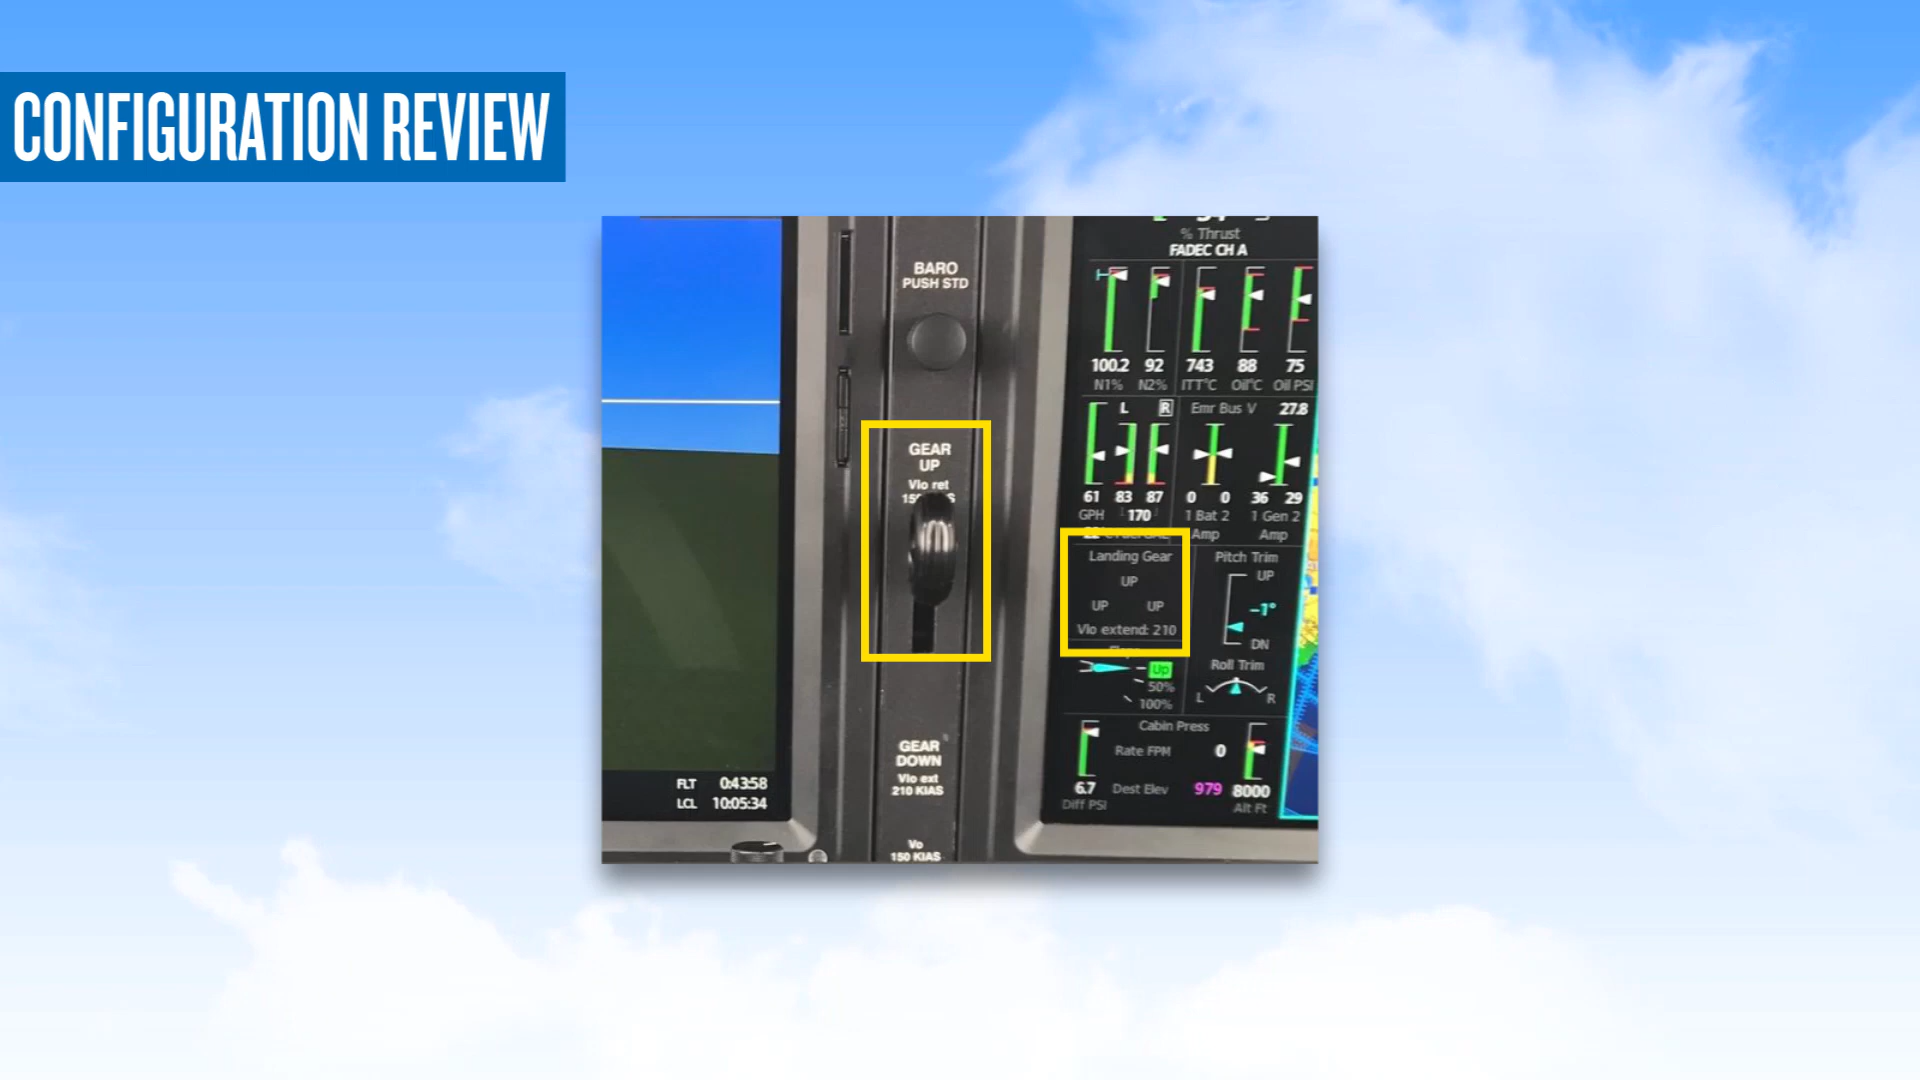 CONFIGURATION REVIEW
% Thrust
FADEC CH A
BARO
PUSH STD
100.2 92 743 88 75
N1% N2% ITT°C Oil°C Oil PSI
L R Emr Bus V 27.8
GEAR
UP
Vlo ret
61 83 87 0 0 36 29
GPH 170 1 Bat 2 1 Gen 2
Amp Amp
Landing Gear
UP
UP UP
Vlo extend: 210
Pitch Trim
UP
-1°
DN
Flaps
Up
50%
100%
Roll Trim
L R
Cabin Press
Rate FPM 0
6.7 Dest Elev 979 8000
Diff PSI Alt Ft
GEAR
DOWN
Vlo ext
210 KIAS
FLT 0:43:58
LCL 10:05:34
Vo
150 KIAS